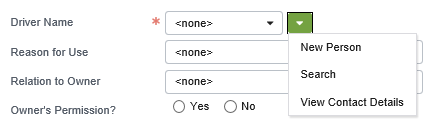 Driver Name * <none>
New Person
Reason for Use <none>
Search
Relation to Owner <none>
View Contact Details
Owner's Permission? Yes No